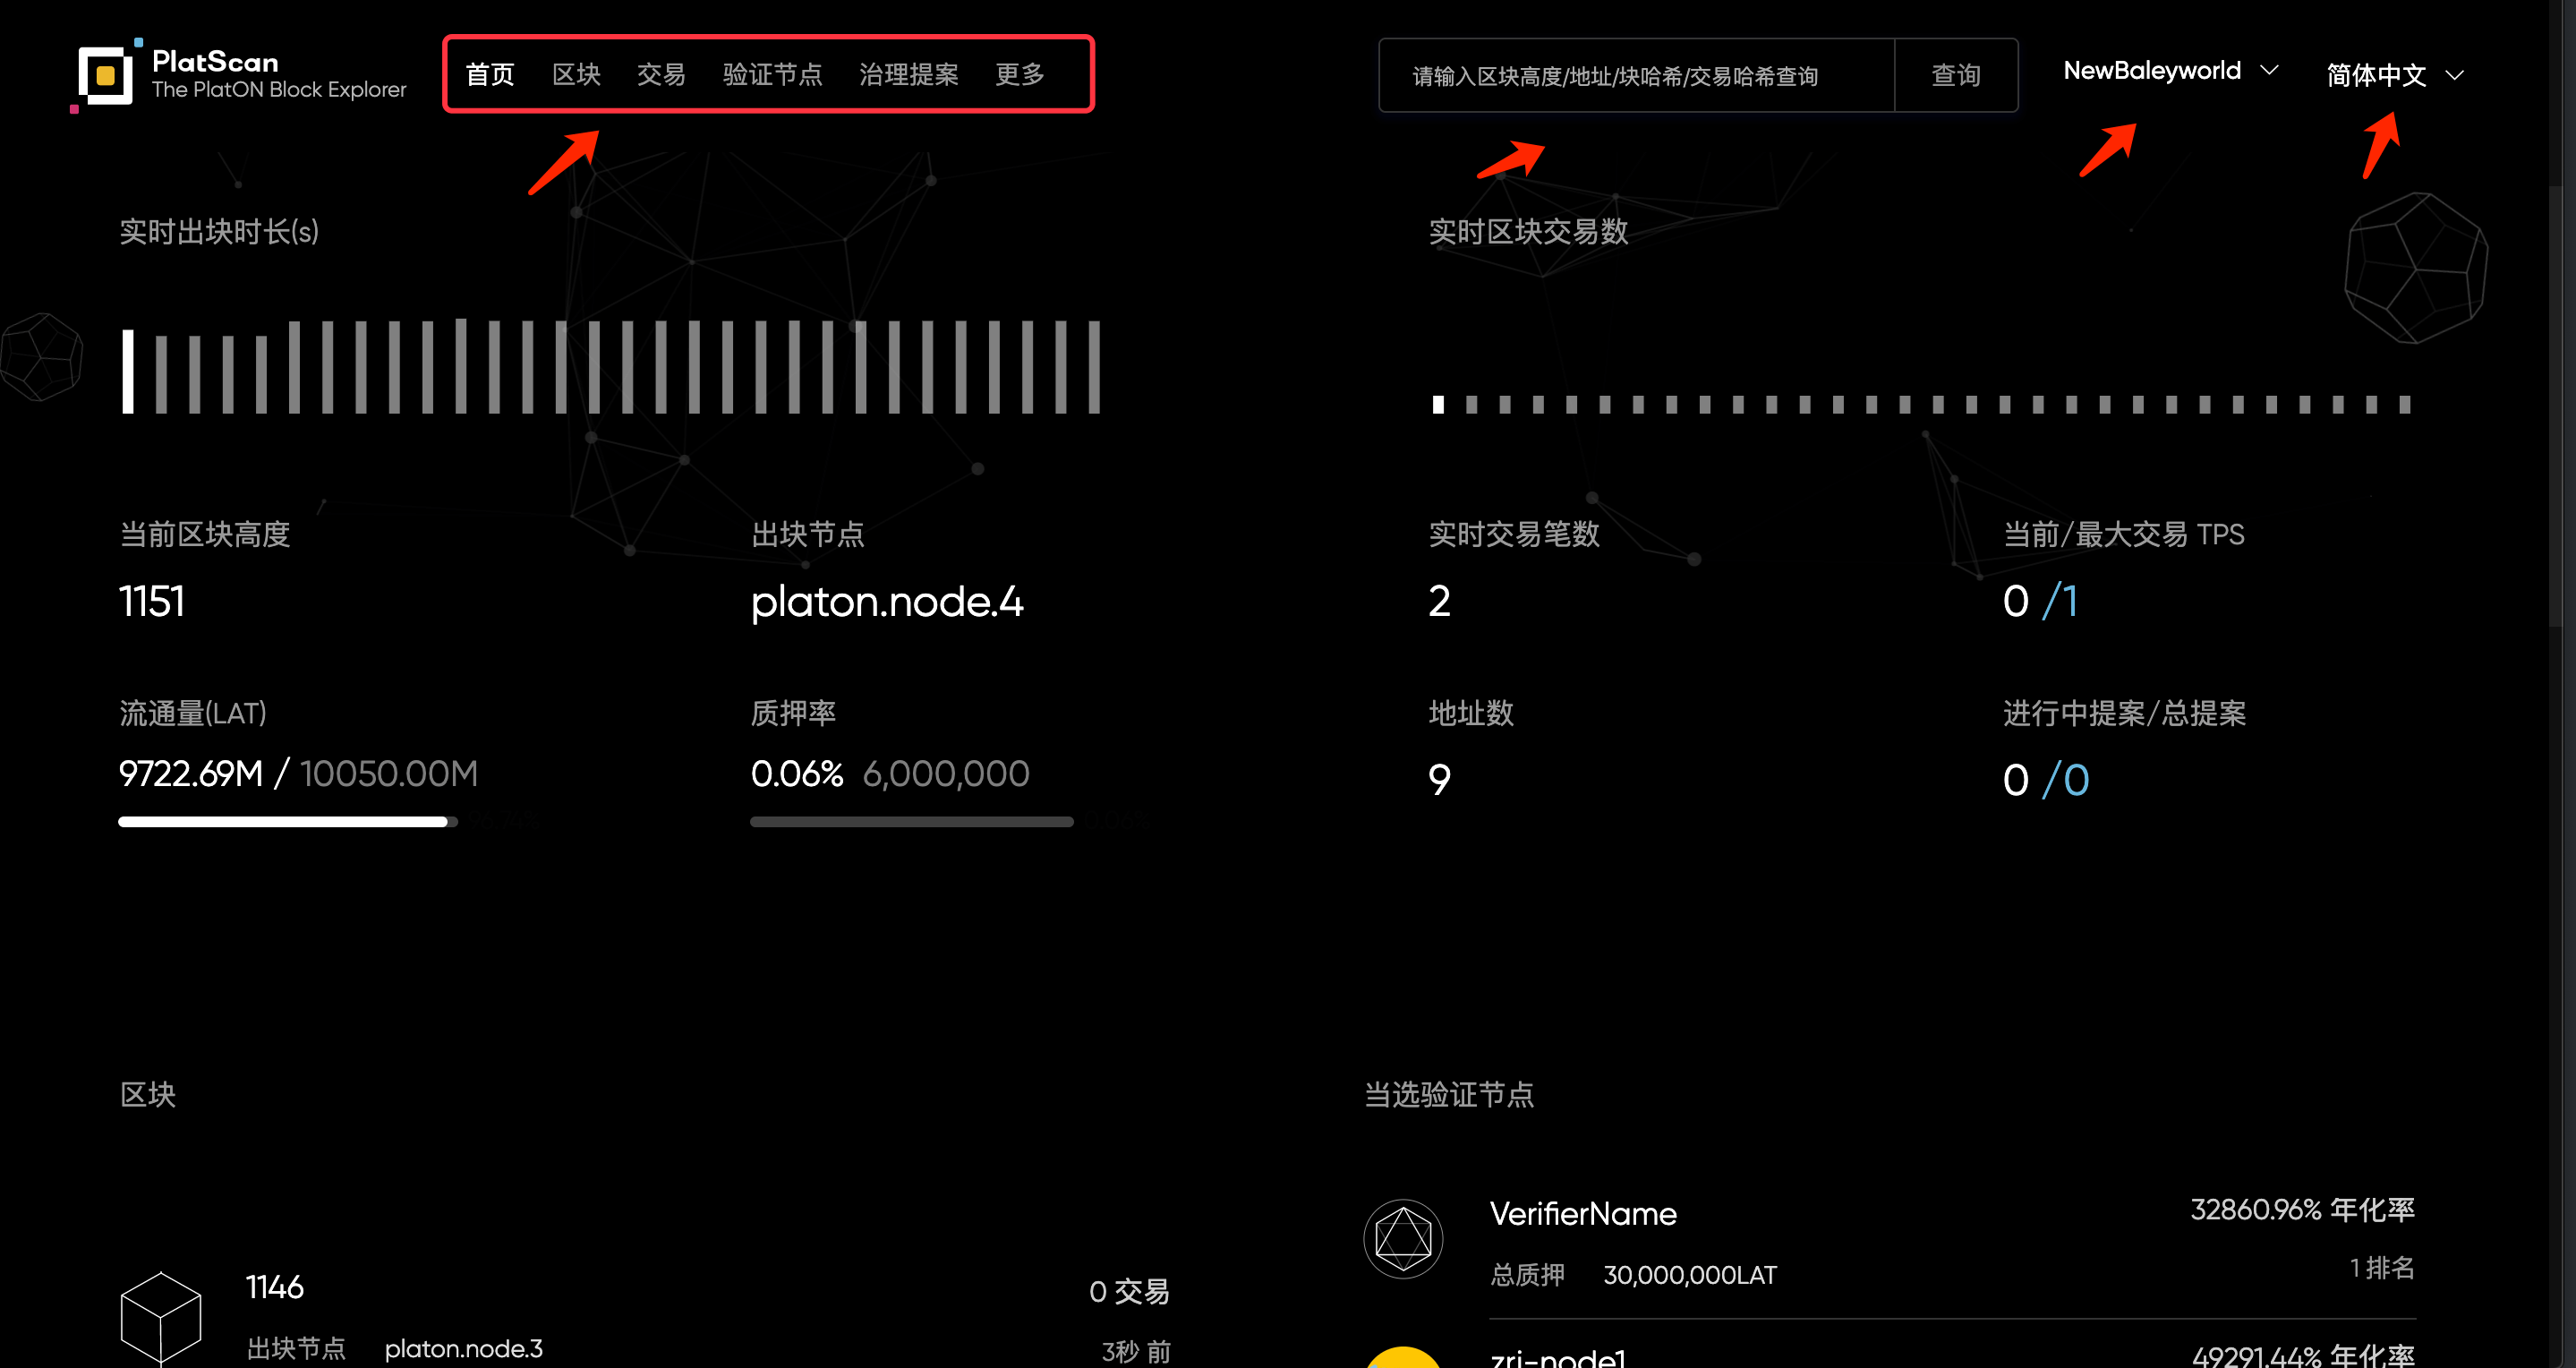 PlatScan
The PlatON Block Explorer
首页 区块 交易 验证节点 治理提案 更多
请输入区块高度/地址/块哈希/交易哈希查询 查询
NewBaleyworld
简体中文
实时出块时长(s)
实时区块交易数
当前区块高度
1151
出块节点
platon.node.4
实时交易笔数
2
当前/最大交易 TPS
0 /1
流通量(LAT)
9722.69M / 10050.00M
质押率
0.06% 6,000,000
地址数
9
进行中提案/总提案
0 /0
区块
1146
0 交易
出块节点 platon.node.3
3秒 前
当选验证节点
VerifierName
32860.96% 年化率
总质押 30,000,000LAT
1 排名
zrj-node1
49291.44% 年化率